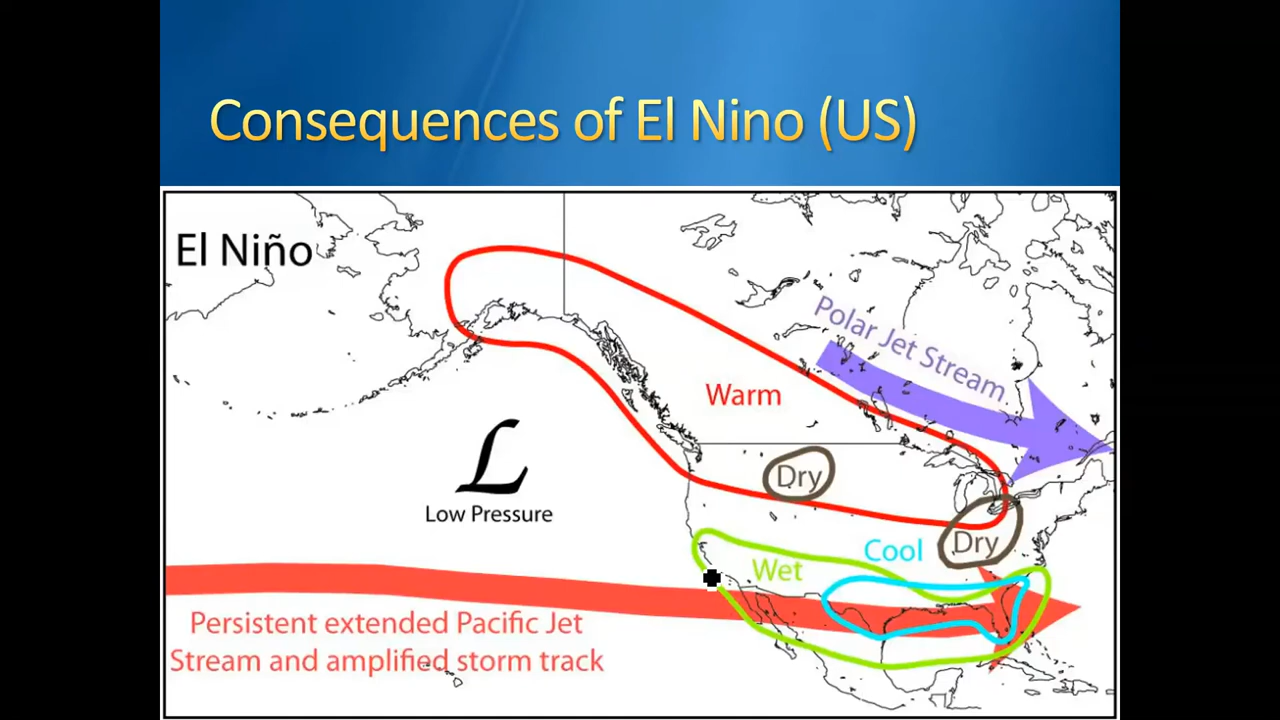 Consequences of El Nino (US)
El Niño
Polar Jet Stream
Warm
L
Low Pressure
Dry
Dry
Cool
Wet
Persistent extended Pacific Jet
Stream and amplified storm track